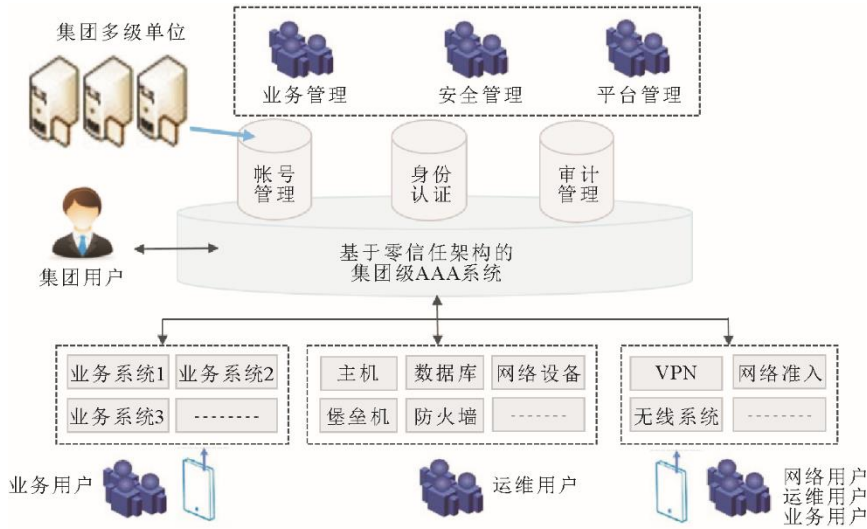 集团多级单位
业务管理
安全管理
平台管理
帐号
管理
身份
认证
审计
管理
集团用户
基于零信任架构的
集团级AAA系统
业务系统1
业务系统2
业务系统3
--------
主机
数据库
网络设备
堡垒机
防火墙
-------
VPN
网络准入
无线系统
--------
业务用户
运维用户
网络用户
运维用户
业务用户